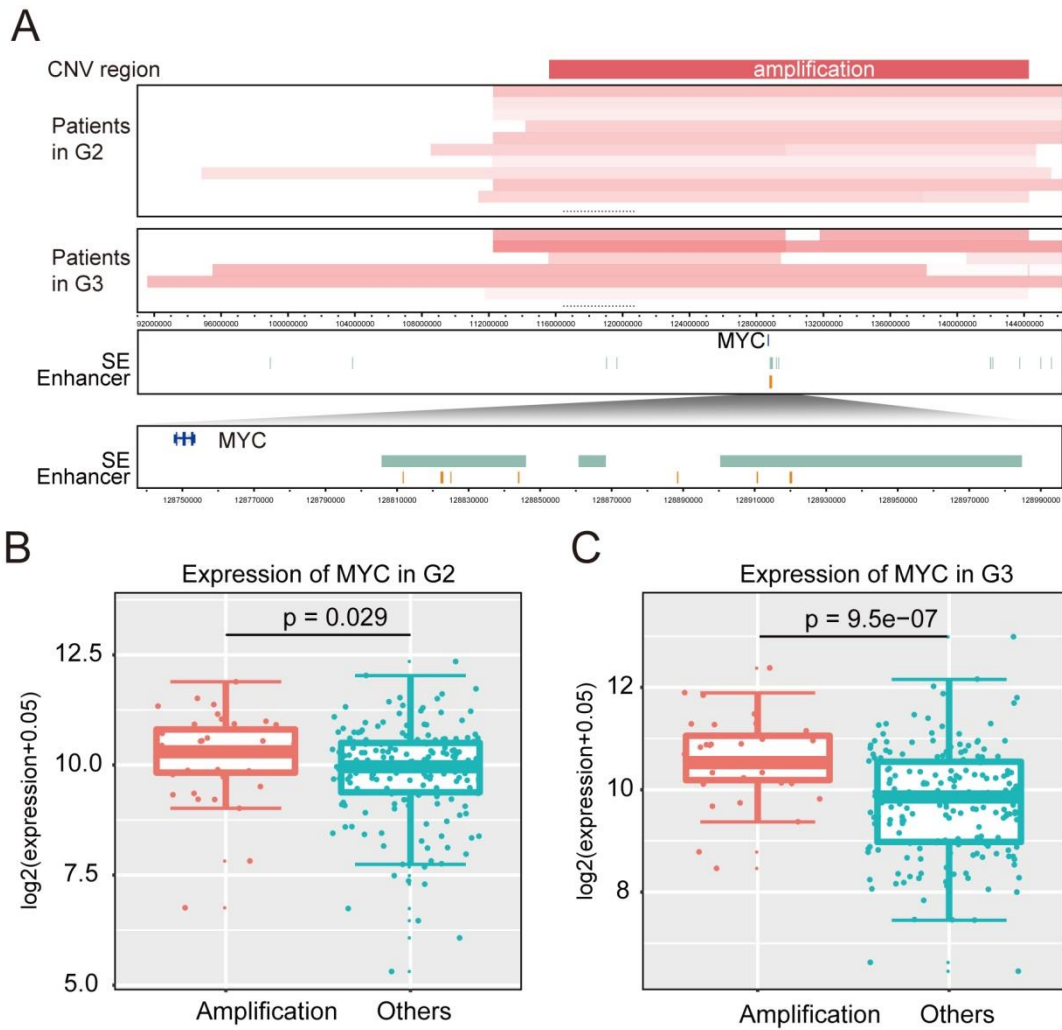 A
CNV region
amplification
Patients
in G2
Patients
in G3
92000000 96000000 100000000 104000000 108000000 112000000 116000000 120000000 124000000 128000000 132000000 136000000 140000000 144000000
MYC
SE
Enhancer
MYC
SE
Enhancer
128750000 128770000 128790000 128810000 128830000 128850000 128870000 128890000 128910000 128930000 128950000 128970000 128990000
B
Expression of MYC in G2
p = 0.029
log2(expression+0.05)
12.5
10.0
7.5
5.0
Amplification Others
C
Expression of MYC in G3
p = 9.5e−07
log2(expression+0.05)
12
10
8
Amplification Others